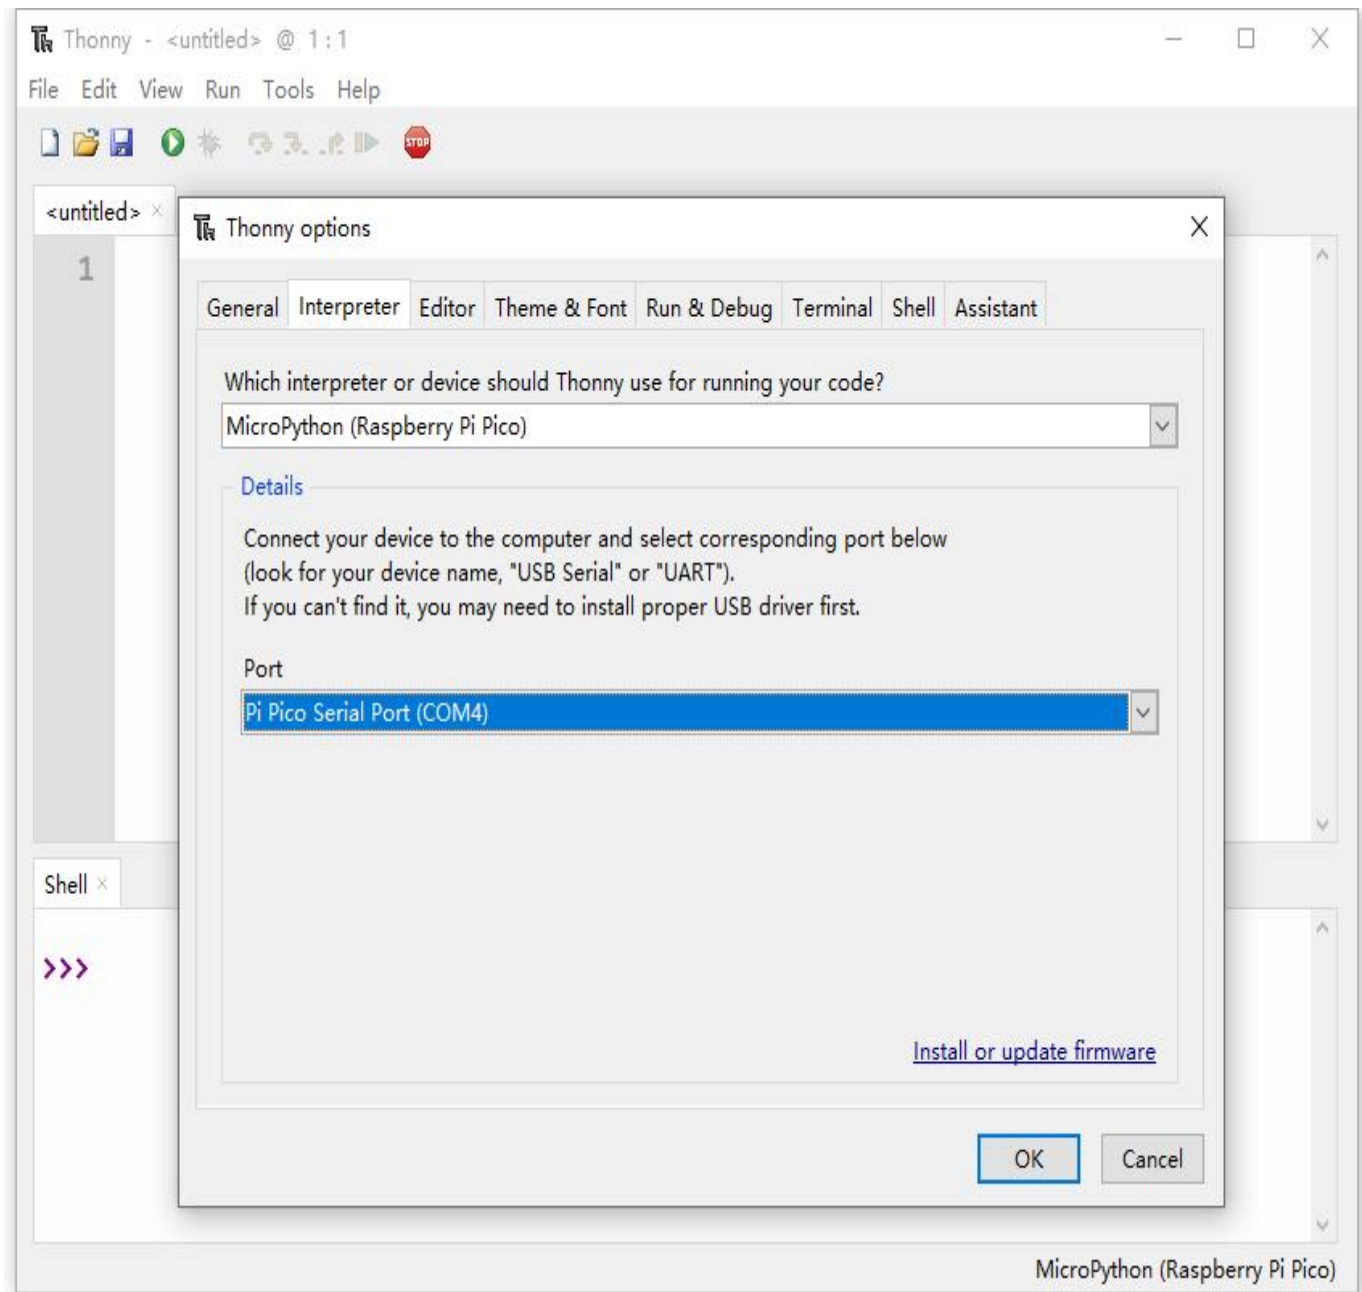 Thonny - <untitled> @ 1:1
File Edit View Run Tools Help
STOP
<untitled>
Thonny options
1
General Interpreter Editor Theme & Font Run & Debug Terminal Shell Assistant
Which interpreter or device should Thonny use for running your code?
MicroPython (Raspberry Pi Pico)
Details
Connect your device to the computer and select corresponding port below
(look for your device name, "USB Serial" or "UART").
If you can't find it, you may need to install proper USB driver first.
Port
Pi Pico Serial Port (COM4)
Shell
>>>
Install or update firmware
OK Cancel
MicroPython (Raspberry Pi Pico)